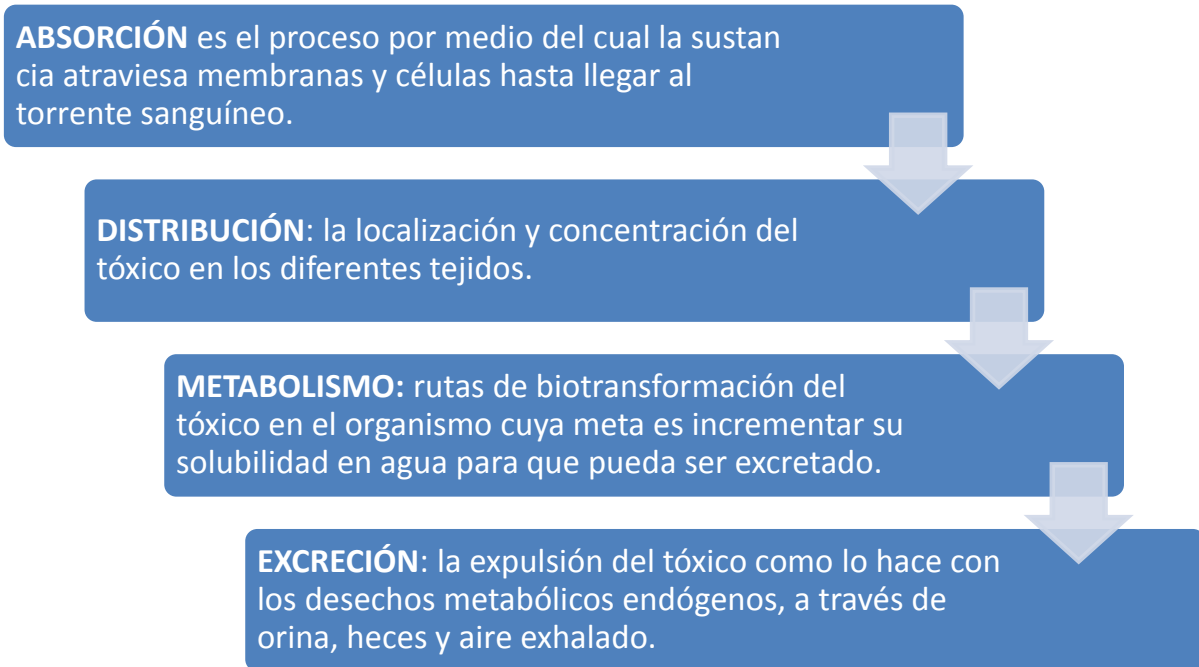 ABSORCIÓN es el proceso por medio del cual la sustan
cia atraviesa membranas y células hasta llegar al
torrente sanguíneo.
DISTRIBUCIÓN: la localización y concentración del
tóxico en los diferentes tejidos.
METABOLISMO: rutas de biotransformación del
tóxico en el organismo cuya meta es incrementar su
solubilidad en agua para que pueda ser excretado.
EXCRECIÓN: la expulsión del tóxico como lo hace con
los desechos metabólicos endógenos, a través de
orina, heces y aire exhalado.